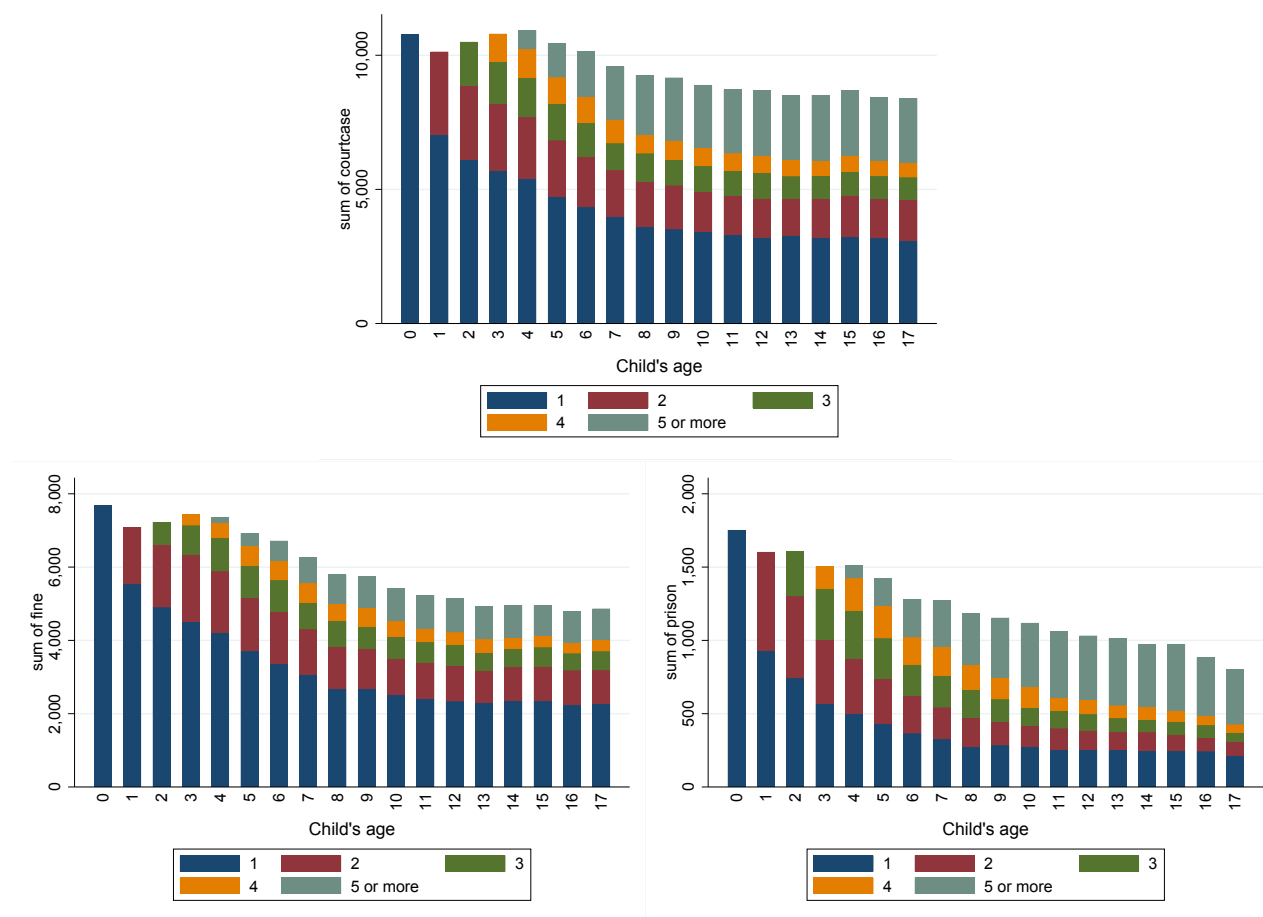 sum of courtcase
10,000
5,000
0
0 1 2 3 4 5 6 7 8 9 10 11 12 13 14 15 16 17
Child's age
1 2 3
4 5 or more
sum of fine
8,000
6,000
4,000
2,000
0
0 1 2 3 4 5 6 7 8 9 10 11 12 13 14 15 16 17
Child's age
1 2 3
4 5 or more
sum of prison
2,000
1,500
1,000
500
0
0 1 2 3 4 5 6 7 8 9 10 11 12 13 14 15 16 17
Child's age
1 2 3
4 5 or more